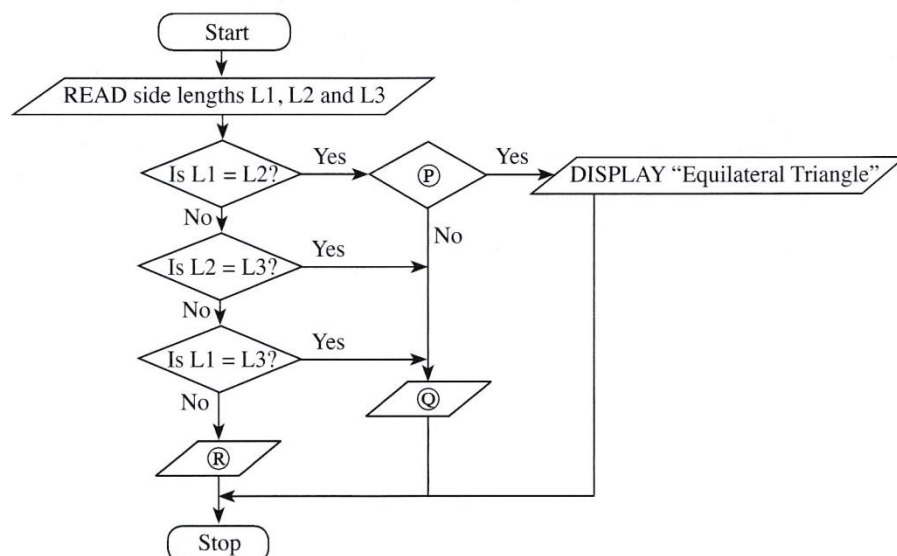 Start
READ side lengths L1, L2 and L3
Is L1 = L2?
Yes
Ⓟ
Yes
DISPLAY “Equilateral Triangle”
No
No
Is L2 = L3?
Yes
No
Is L1 = L3?
Yes
No
Ⓠ
Ⓡ
Stop